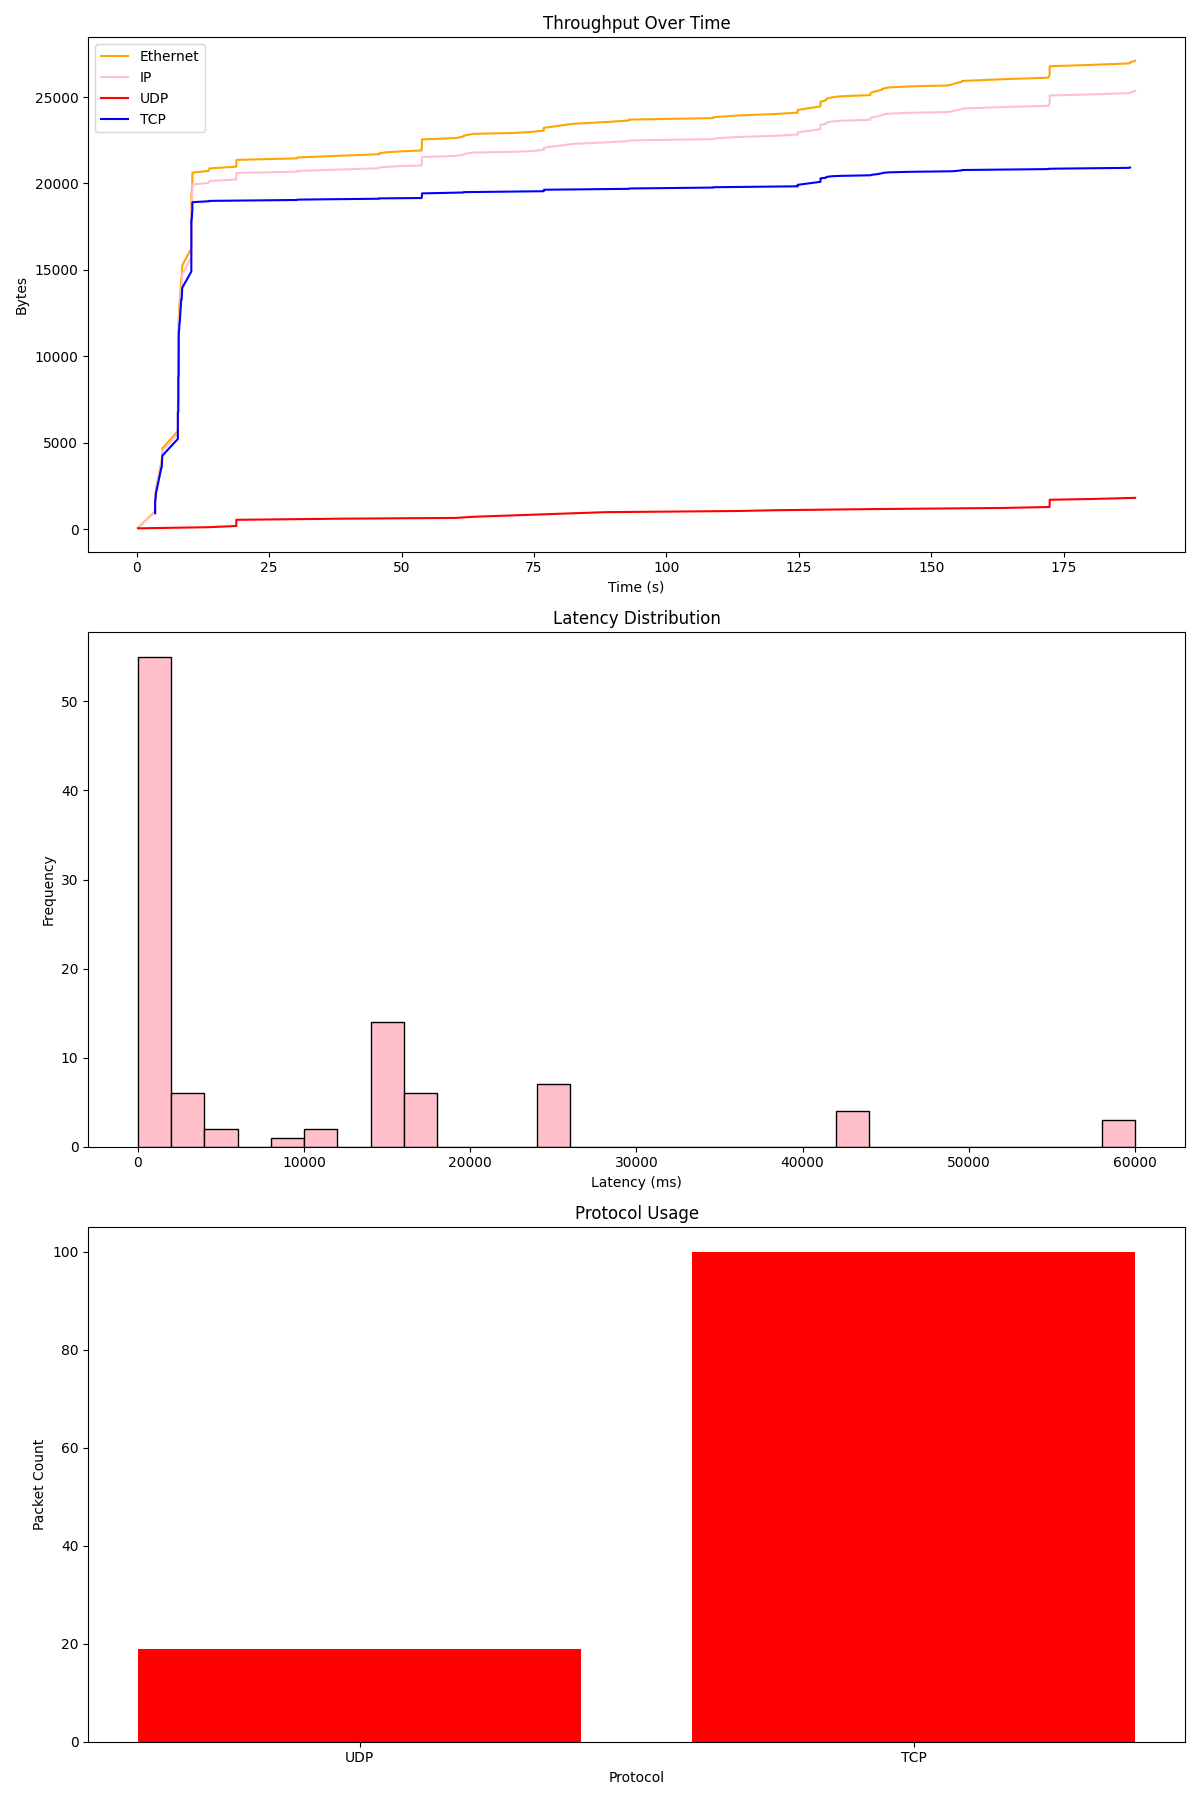 Throughput Over Time
Ethernet
IP
UDP
TCP
25000
20000
15000
10000
5000
0
Bytes
0 25 50 75 100 125 150 175
Time (s)
Latency Distribution
50
40
30
20
10
0
Frequency
0 10000 20000 30000 40000 50000 60000
Latency (ms)
Protocol Usage
100
80
60
40
20
0
Packet Count
UDP TCP
Protocol